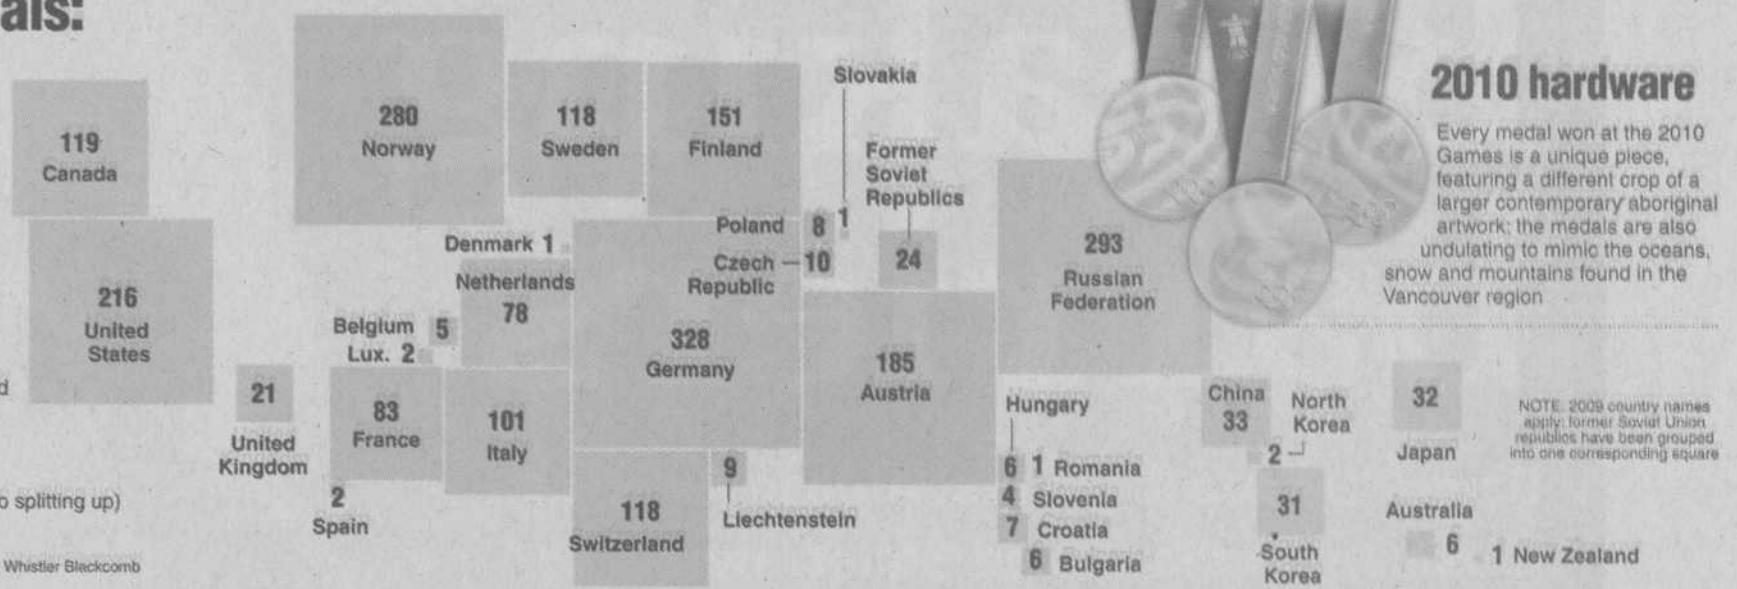 als:
119
Canada
216
United
States
280
Norway
118
Sweden
151
Finland
Slovakia
1
Former
Soviet
Republics
24
Poland 8
Czech
Republic
10
Denmark 1
Netherlands
78
Belgium 5
Lux. 2
328
Germany
185
Austria
293
Russian
Federation
21
United
Kingdom
83
France
101
Italy
2
Spain
118
Switzerland
9
Liechtenstein
Hungary
6
1 Romania
4 Slovenia
7 Croatia
6 Bulgaria
China
33
North
Korea
2
31
South
Korea
32
Japan
Australia
6
1 New Zealand
2010 hardware
Every medal won at the 2010
Games is a unique piece,
featuring a different crop of a
larger contemporary aboriginal
artwork; the medals are also
undulating to mimic the oceans,
snow and mountains found in the
Vancouver region
NOTE: 2009 country names
apply; former Soviet Union
republics have been grouped
into one corresponding square
d
o splitting up)
Whistler Blackcomb